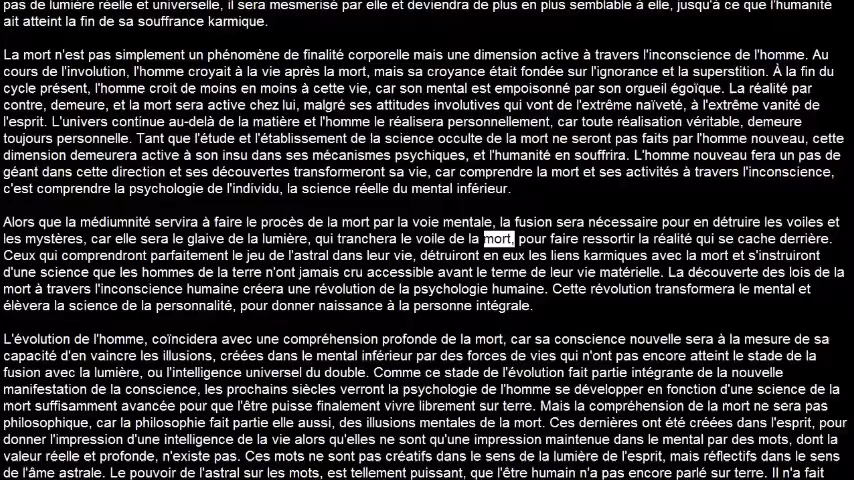 pas de lumière réelle et universelle, il sera mesmerisé par elle et deviendra de plus en plus semblable à elle, jusqu'à ce que l'humanité
ait atteint la fin de sa souffrance karmique.
La mort n'est pas simplement un phénomène de finalité corporelle mais une dimension active à travers l'inconscience de l'homme. Au
cours de l'involution, l'homme croyait à la vie après la mort, mais sa croyance était fondée sur l'ignorance et la superstition. À la fin du
cycle présent, l'homme croit de moins en moins à cette vie, car son mental est empoisonné par son orgueil égoïque. La réalité par
contre, demeure, et la mort sera active chez lui, malgré ses attitudes involutives qui vont de l'extrême naïveté, à l'extrême vanité de
l'esprit. L'univers continue au-delà de la matière et l'homme le réalisera personnellement, car toute réalisation véritable, demeure
toujours personnelle. Tant que l'étude et l'établissement de la science occulte de la mort ne seront pas faits par l'homme nouveau, cette
dimension demeurera active à son insu dans ses mécanismes psychiques, et l'humanité en souffrira. L'homme nouveau fera un pas de
géant dans cette direction et ses découvertes transformeront sa vie, car comprendre la mort et ses activités à travers l'inconscience,
c'est comprendre la psychologie de l'individu, la science réelle du mental inférieur.
Alors que la médiumnité servira à faire le procès de la mort par la voie mentale, la fusion sera nécessaire pour en détruire les voiles et
les mystères, car elle sera le glaive de la lumière, qui tranchera le voile de la mort, pour faire ressortir la réalité qui se cache derrière.
Ceux qui comprendront parfaitement le jeu de l'astral dans leur vie, détruiront en eux les liens karmiques avec la mort et s'instruiront
d'une science que les hommes de la terre n'ont jamais cru accessible avant le terme de leur vie matérielle. La découverte des lois de la
mort à travers l'inconscience humaine créera une révolution de la psychologie humaine. Cette révolution transformera le mental et
élèvera la science de la personnalité, pour donner naissance à la personne intégrale.
L'évolution de l'homme, coïncidera avec une compréhension profonde de la mort, car sa conscience nouvelle sera à la mesure de sa
capacité d'en vaincre les illusions, créées dans le mental inférieur par des forces de vies qui n'ont pas encore atteint le stade de la
fusion avec la lumière, ou l'intelligence universel du double. Comme ce stade de l'évolution fait partie intégrante de la nouvelle
manifestation de la conscience, les prochains siècles verront la psychologie de l'homme se développer en fonction d'une science de la
mort suffisamment avancée pour que l'être puisse finalement vivre librement sur terre. Mais la compréhension de la mort ne sera pas
philosophique, car la philosophie fait partie elle aussi, des illusions mentales de la mort. Ces dernières ont été créées dans l'esprit, pour
donner l'impression d'une intelligence de la vie alors qu'elles ne sont qu'une impression maintenue dans le mental par des mots, dont la
valeur réelle et profonde, n'existe pas. Ces mots ne sont pas créatifs dans le sens de la lumière de l'esprit, mais réflectifs dans le sens
de l'âme astrale. Le pouvoir de l'astral sur les mots, est tellement puissant, que l'être humain n'a pas encore parlé sur terre. Il n'a fait